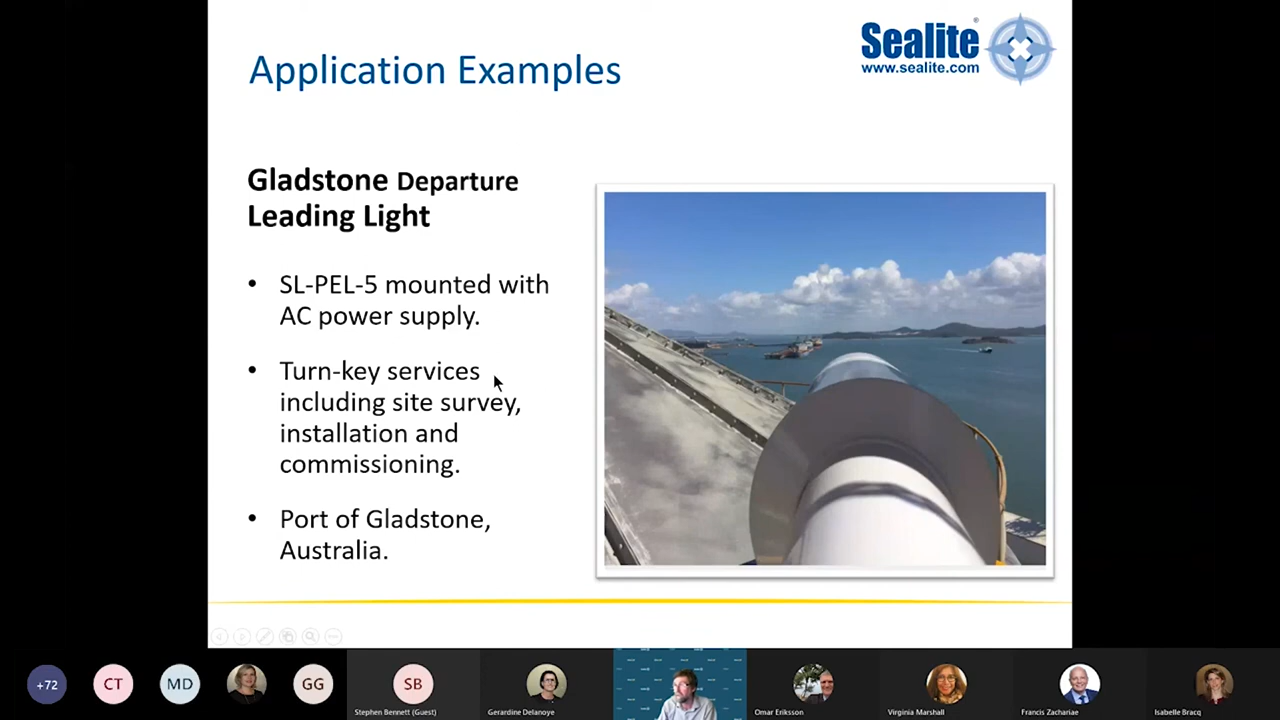 Application Examples
Sealite®
www.sealite.com
Gladstone Departure
Leading Light
• SL-PEL-5 mounted with
AC power supply.
• Turn-key services
including site survey,
installation and
commissioning.
• Port of Gladstone,
Australia.
+72
CT
MD
GG
SB
Stephen Bennett (Guest)
Gerardine Delanoye
Omar Eriksson
Virginia Marshall
Francis Zachariae
Isabelle Bracq